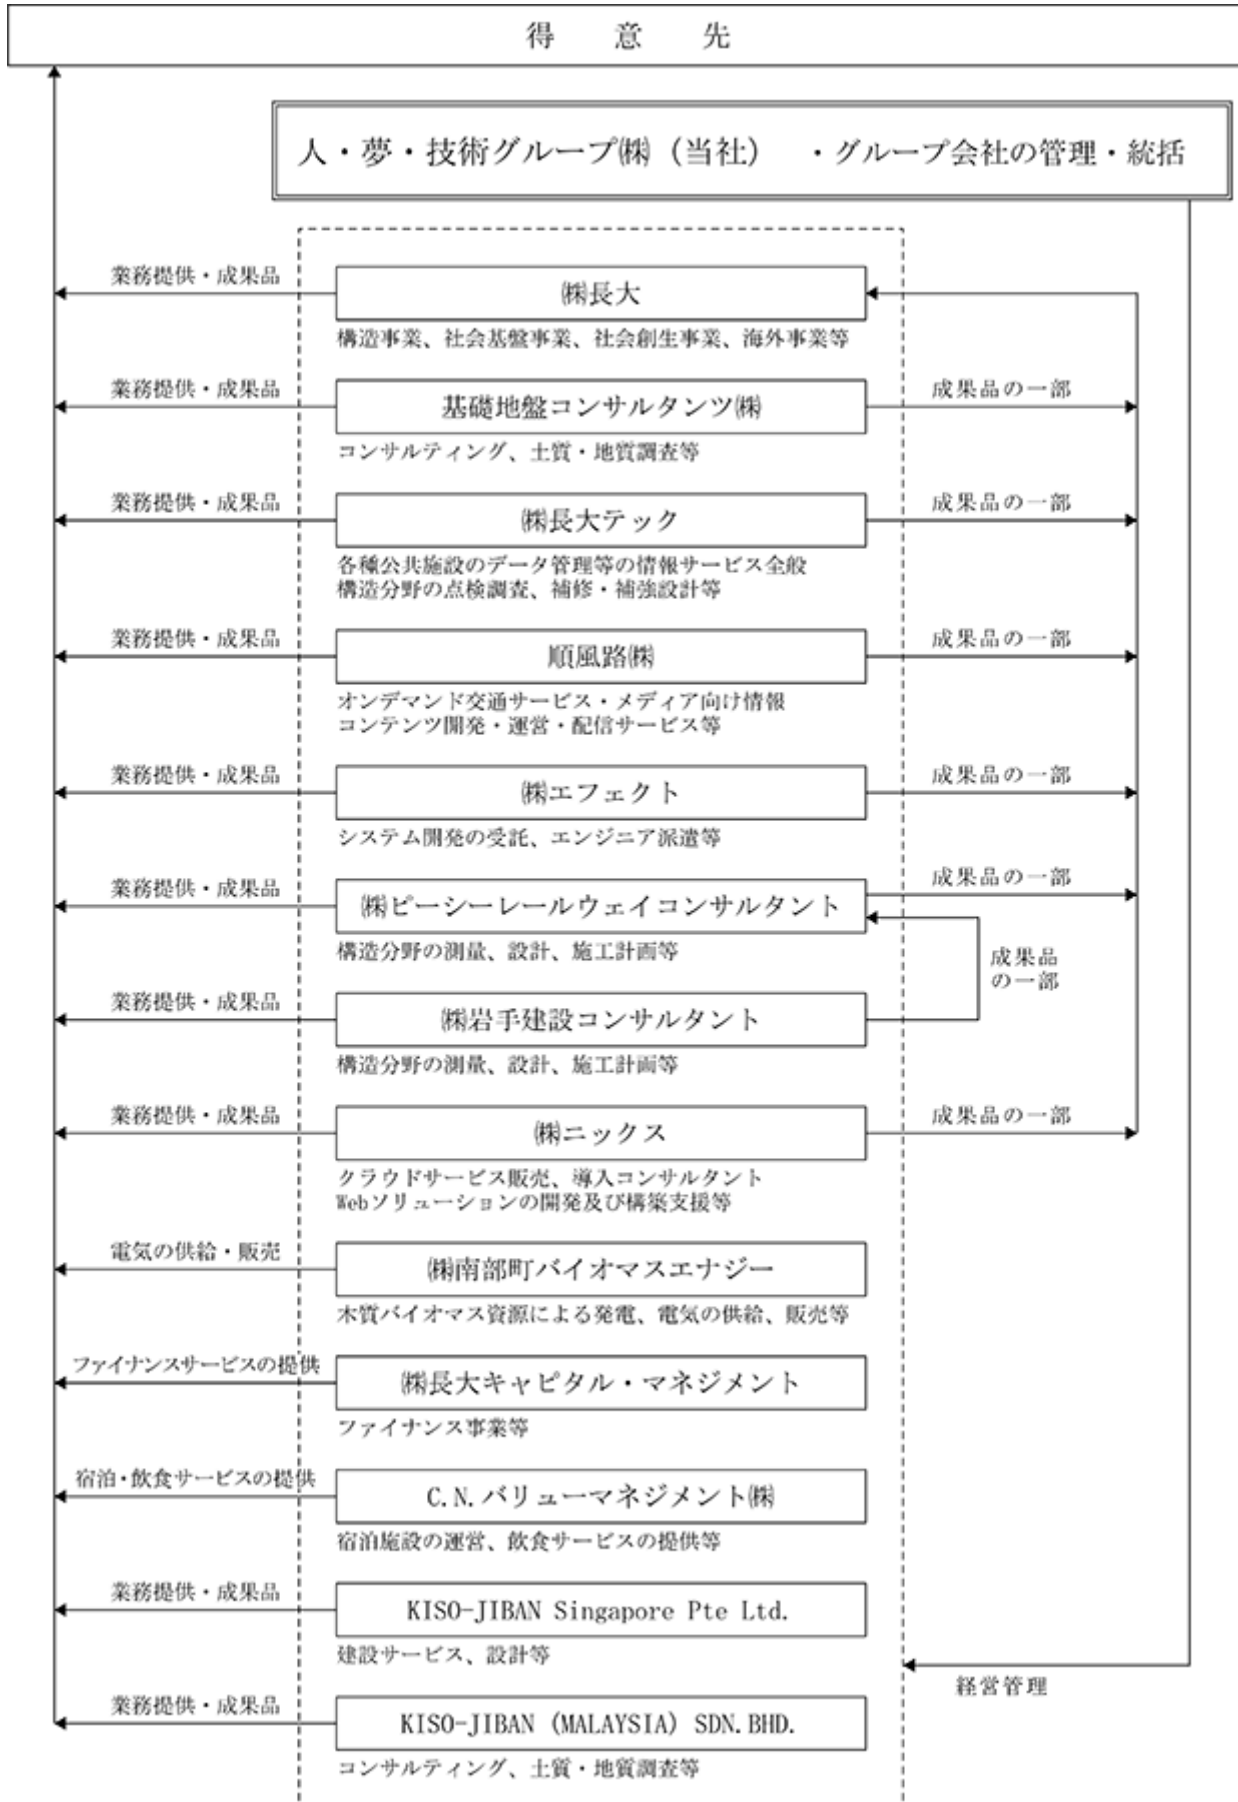 得意先
人・夢・技術グループ㈱（当社）　・グループ会社の管理・統括
業務提供・成果品
㈱長大
構造事業、社会基盤事業、社会創生事業、海外事業等
業務提供・成果品
基礎地盤コンサルタンツ㈱
成果品の一部
コンサルティング、土質・地質調査等
業務提供・成果品
㈱長大テック
成果品の一部
各種公共施設のデータ管理等の情報サービス全般
構造分野の点検調査、補修・補強設計等
業務提供・成果品
順風路㈱
成果品の一部
オンデマンド交通サービス・メディア向け情報
コンテンツ開発・運営・配信サービス等
業務提供・成果品
㈱エフェクト
成果品の一部
システム開発の受託、エンジニア派遣等
業務提供・成果品
㈱ピーシーレールウェイコンサルタント
成果品の一部
構造分野の測量、設計、施工計画等
成果品
の一部
業務提供・成果品
㈱岩手建設コンサルタント
構造分野の測量、設計、施工計画等
業務提供・成果品
㈱ニックス
成果品の一部
クラウドサービス販売、導入コンサルタント
Webソリューションの開発及び構築支援等
電気の供給・販売
㈱南部町バイオマスエナジー
木質バイオマス資源による発電、電気の供給、販売等
ファイナンスサービスの提供
㈱長大キャピタル・マネジメント
ファイナンス事業等
宿泊・飲食サービスの提供
C.N.バリューマネジメント㈱
宿泊施設の運営、飲食サービスの提供等
業務提供・成果品
KISO-JIBAN Singapore Pte Ltd.
建設サービス、設計等
経営管理
業務提供・成果品
KISO-JIBAN (MALAYSIA) SDN.BHD.
コンサルティング、土質・地質調査等